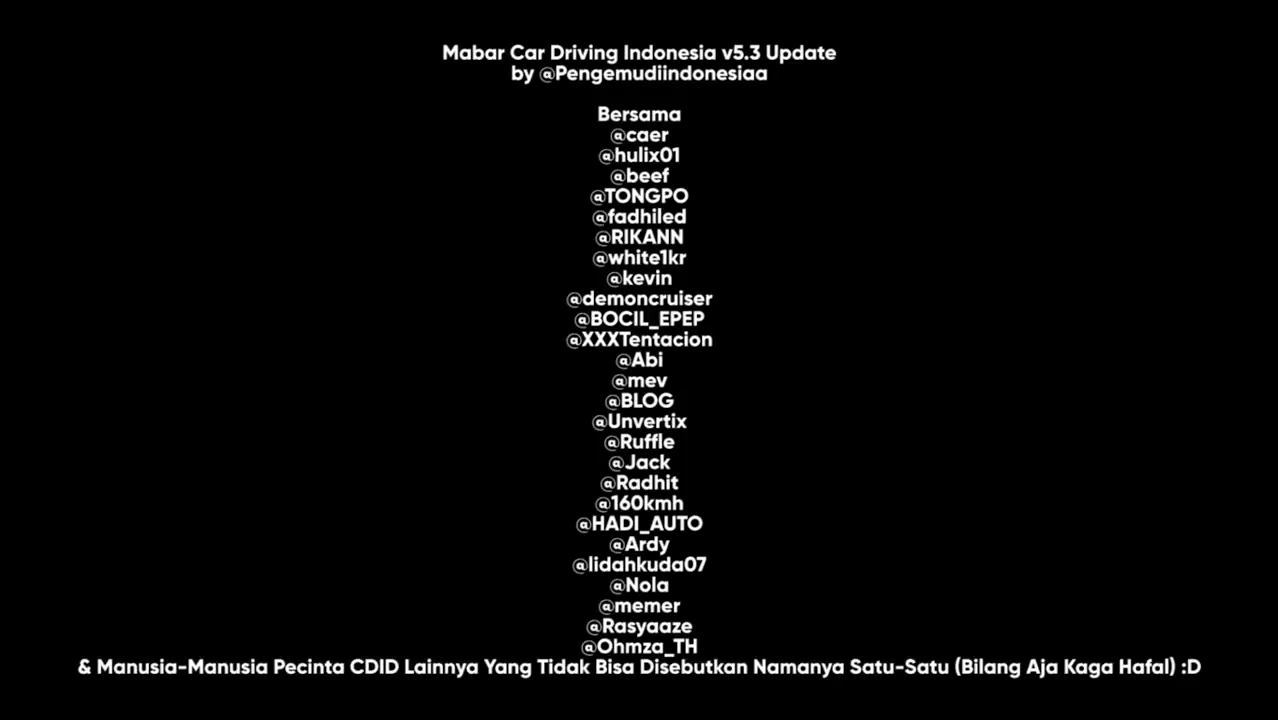 Mabar Car Driving Indonesia v5.3 Update
by @Pengemudiindonesiaa
Bersama
@caer
@hulix01
@beef
@TONGPO
@fadhiled
@RIKANN
@white1kr
@kevin
@demoncruiser
@BOCIL_EPEP
@XXXTentacion
@Abi
@mev
@BLOG
@Unvertix
@Ruffle
@Jack
@Radhit
@160kmh
@HADI_AUTO
@Ardy
@lidahkuda07
@Nola
@memer
@Rasyaaze
@Ohmza_TH
& Manusia-Manusia Pecinta CDID Lainnya Yang Tidak Bisa Disebutkan Namanya Satu-Satu (Bilang Aja Kaga Hafal) :D